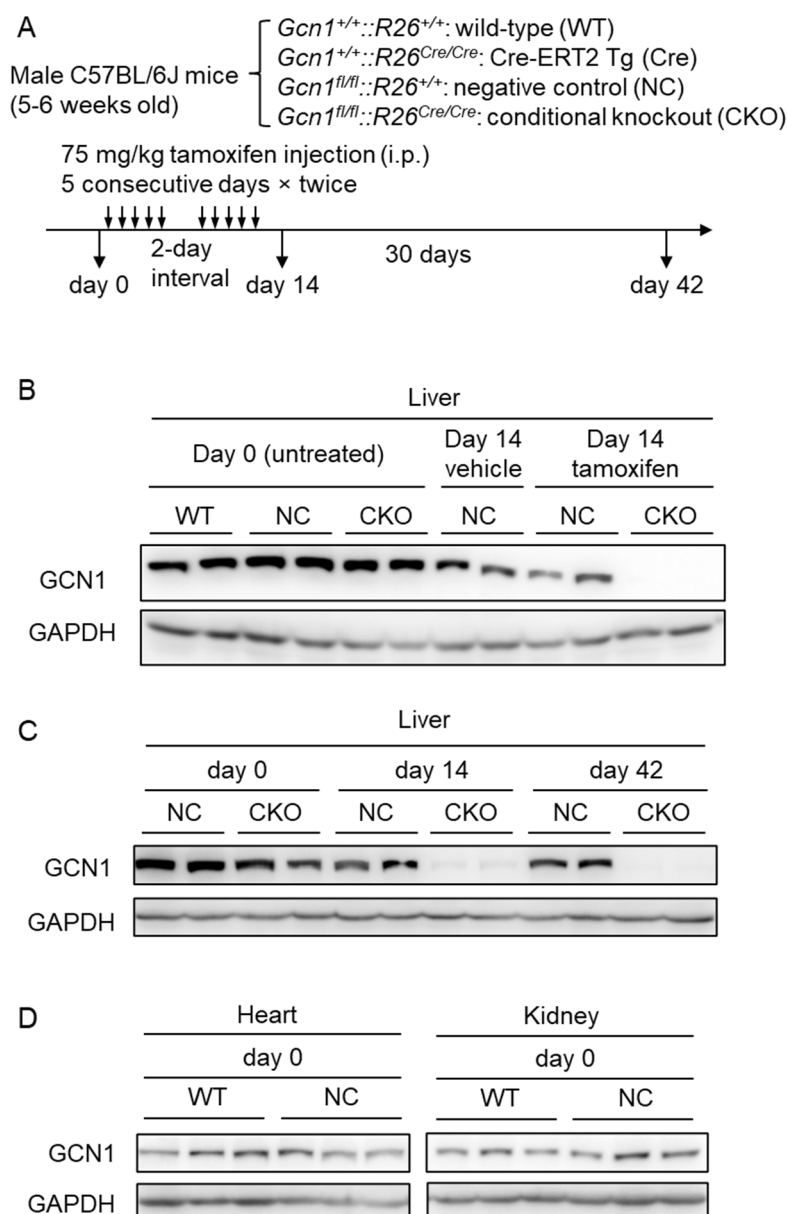 A
Male C57BL/6J mice
(5-6 weeks old)
Gcn1+/+::R26+/+: wild-type (WT)
Gcn1+/+::R26Cre/Cre: Cre-ERT2 Tg (Cre)
Gcn1fl/fl::R26+/+: negative control (NC)
Gcn1fl/fl::R26Cre/Cre: conditional knockout (CKO)
75 mg/kg tamoxifen injection (i.p.)
5 consecutive days × twice
2-day
interval
30 days
day 0
day 14
day 42
B
Liver
Day 0 (untreated)
Day 14
vehicle
Day 14
tamoxifen
WT NC CKO NC NC CKO
GCN1
GAPDH
C
Liver
day 0 day 14 day 42
NC CKO NC CKO NC CKO
GCN1
GAPDH
D
Heart Kidney
day 0 day 0
WT NC WT NC
GCN1
GAPDH